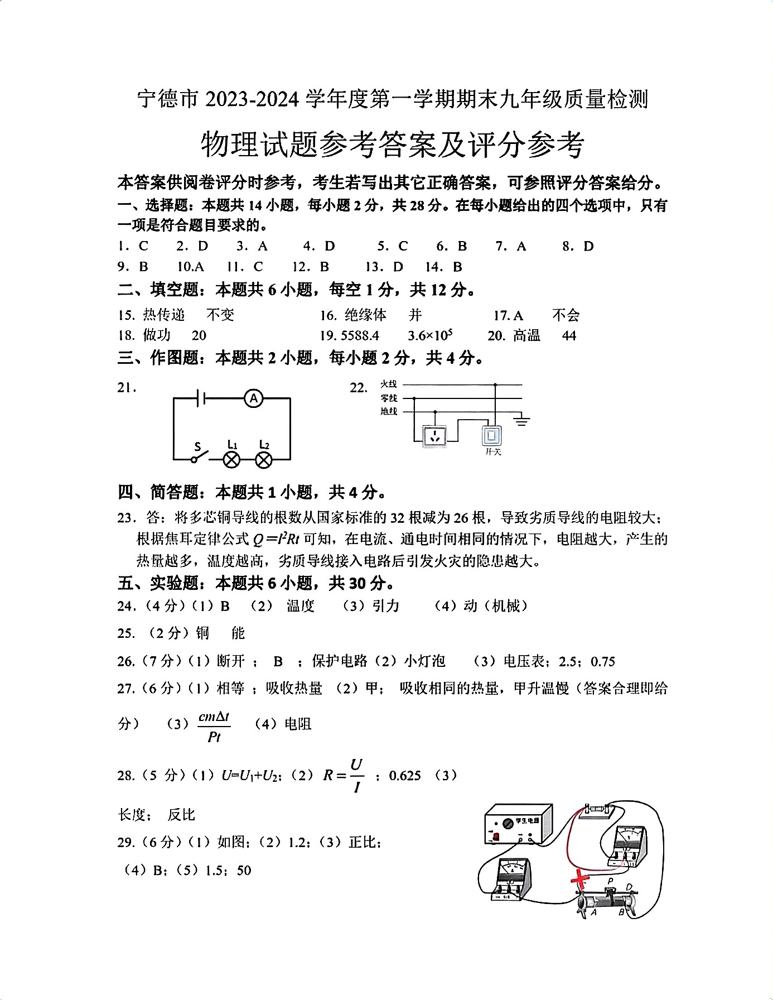 宁德市 2023-2024 学年度第一学期期末九年级质量检测
物理试题参考答案及评分参考
本答案供阅卷评分时参考，考生若写出其它正确答案，可参照评分答案给分。
一、选择题：本题共 14 小题，每小题 2 分，共 28 分。在每小题给出的四个选项中，只有
一项是符合题目要求的。
1．C 2．D 3．A 4．D 5．C 6．B 7．A 8．D
9．B 10.A 11．C 12．B 13．D 14．B
二、填空题：本题共 6 小题，每空 1 分，共 12 分。
15. 热传递 不变 16. 绝缘体 并 17. A 不会
18. 做功 20 19. 5588.4 3.6×10⁵ 20. 高温 44
三、作图题：本题共 2 小题，每小题 2 分，共 4 分。
21.
A
S L₁ L₂
22.
火线
零线
地线
开关
四、简答题：本题共 1 小题，共 4 分。
23．答：将多芯铜导线的根数从国家标准的 32 根减为 26 根，导致劣质导线的电阻较大；
根据焦耳定律公式 Q＝I²Rt 可知，在电流、通电时间相同的情况下，电阻越大，产生的
热量越多，温度越高，劣质导线接入电路后引发火灾的隐患越大。
五、实验题：本题共 6 小题，共 30 分。
24.（4 分）（1）B （2） 温度 （3）引力 （4）动（机械）
25. （2 分）铜 能
26.（7 分）（1）断开 ； B ；保护电路（2）小灯泡 （3）电压表；2.5；0.75
27.（6 分）（1）相等 ；吸收热量 （2）甲； 吸收相同的热量，甲升温慢（答案合理即给
分） （3）cmΔt/Pt （4）电阻
28.（5 分）（1）U=U₁+U₂；（2）R＝U/I ；0.625 （3）
长度； 反比
29.（6 分）（1）如图；（2）1.2；（3）正比；
（4）B；（5）1.5；50
学生电源
V
A
P
D
A
B